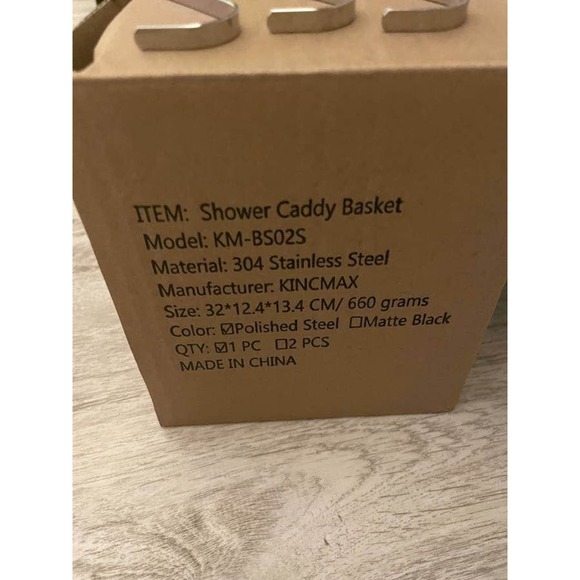 ITEM: Shower Caddy Basket
Model: KM-BS02S
Material: 304 Stainless Steel
Manufacturer: KINCMAX
Size: 32*12.4*13.4 CM/ 660 grams
Color: ☑Polished Steel ☐Matte Black
QTY: ☑1 PC ☐2 PCS
MADE IN CHINA